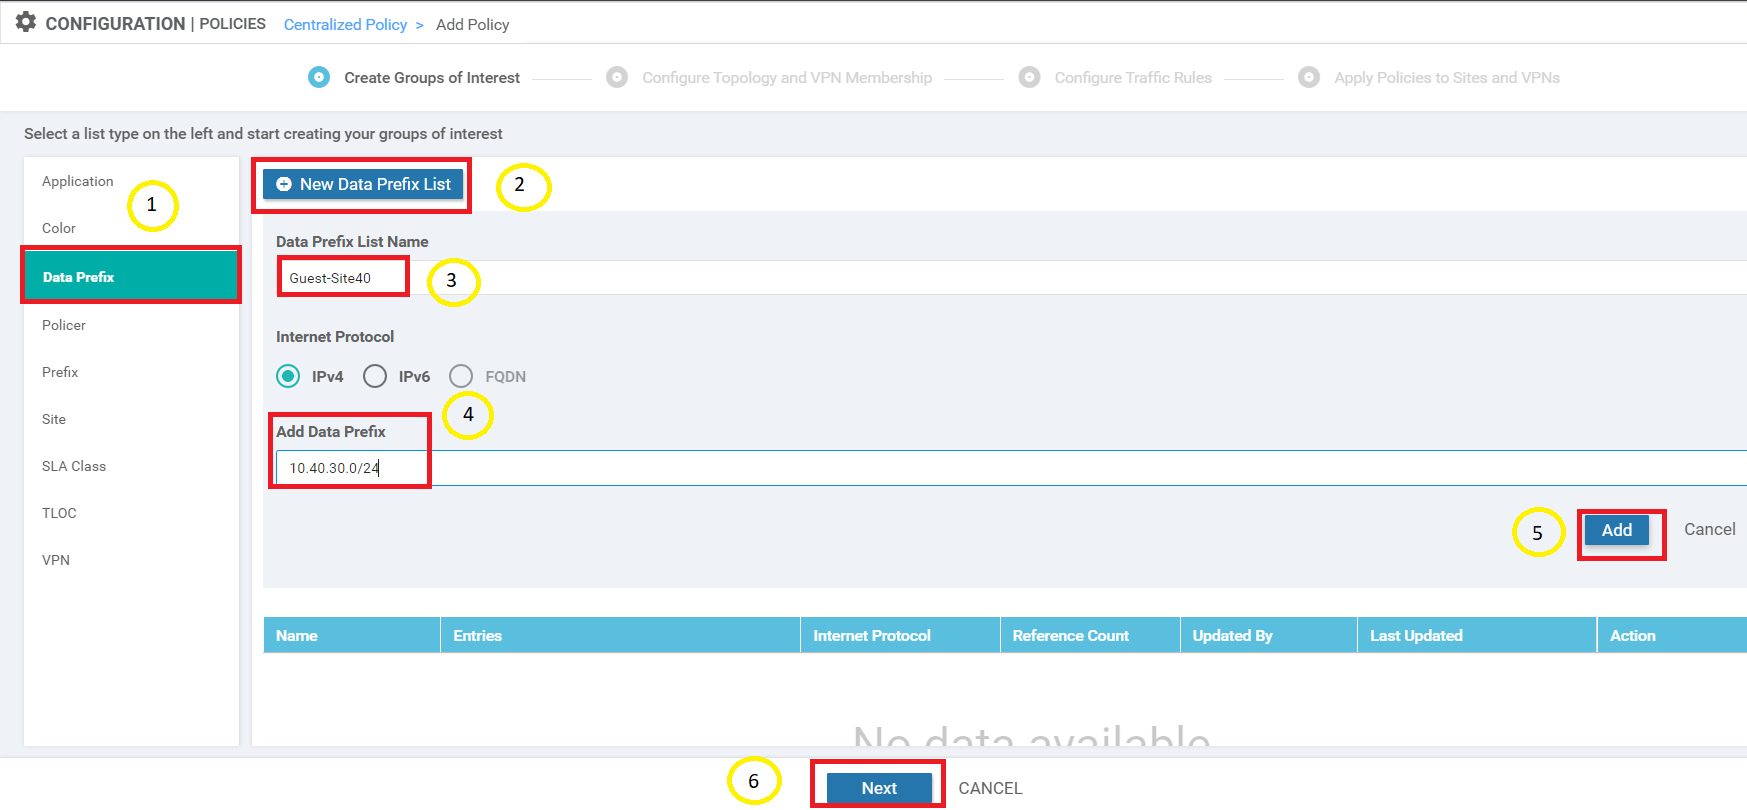 CONFIGURATION | POLICIES Centralized Policy > Add Policy
Create Groups of Interest Configure Topology and VPN Membership Configure Traffic Rules Apply Policies to Sites and VPNs
Select a list type on the left and start creating your groups of interest
Application
1
Color
Data Prefix
Policer
Prefix
Site
SLA Class
TLOC
VPN
New Data Prefix List 2
Data Prefix List Name
Guest-Site40 3
Internet Protocol
IPv4 IPv6 FQDN
4
Add Data Prefix
10.40.30.0/24
5 Add Cancel
Name Entries Internet Protocol Reference Count Updated By Last Updated Action
No data available
6 Next CANCEL